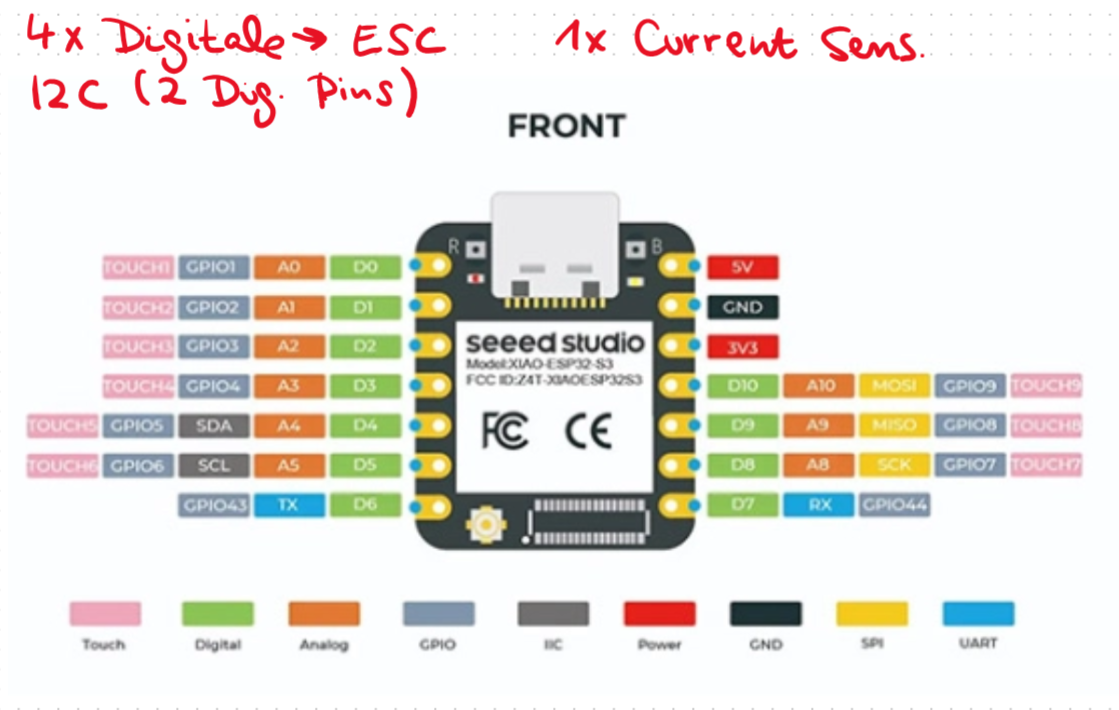 4x Digitale → ESC 1x Current Sens.
I2C (2 Dig. Pins)
FRONT
R B
TOUCH1 GPIO1 A0 D0 5V
TOUCH2 GPIO2 A1 D1 GND
TOUCH3 GPIO3 A2 D2 3V3
TOUCH4 GPIO4 A3 D3 D10 A10 MOSI GPIO9 TOUCH9
TOUCH5 GPIO5 SDA A4 D4 D9 A9 MISO GPIO8 TOUCH8
TOUCH6 GPIO6 SCL A5 D5 D8 A8 SCK GPIO7 TOUCH7
GPIO43 TX D6 D7 RX GPIO44
seeed studio
Model:XIAO-ESP32-S3
FCC ID:Z4T-XIAOESP32S3
FC CE
Touch Digital Analog GPIO IIC Power GND SPI UART